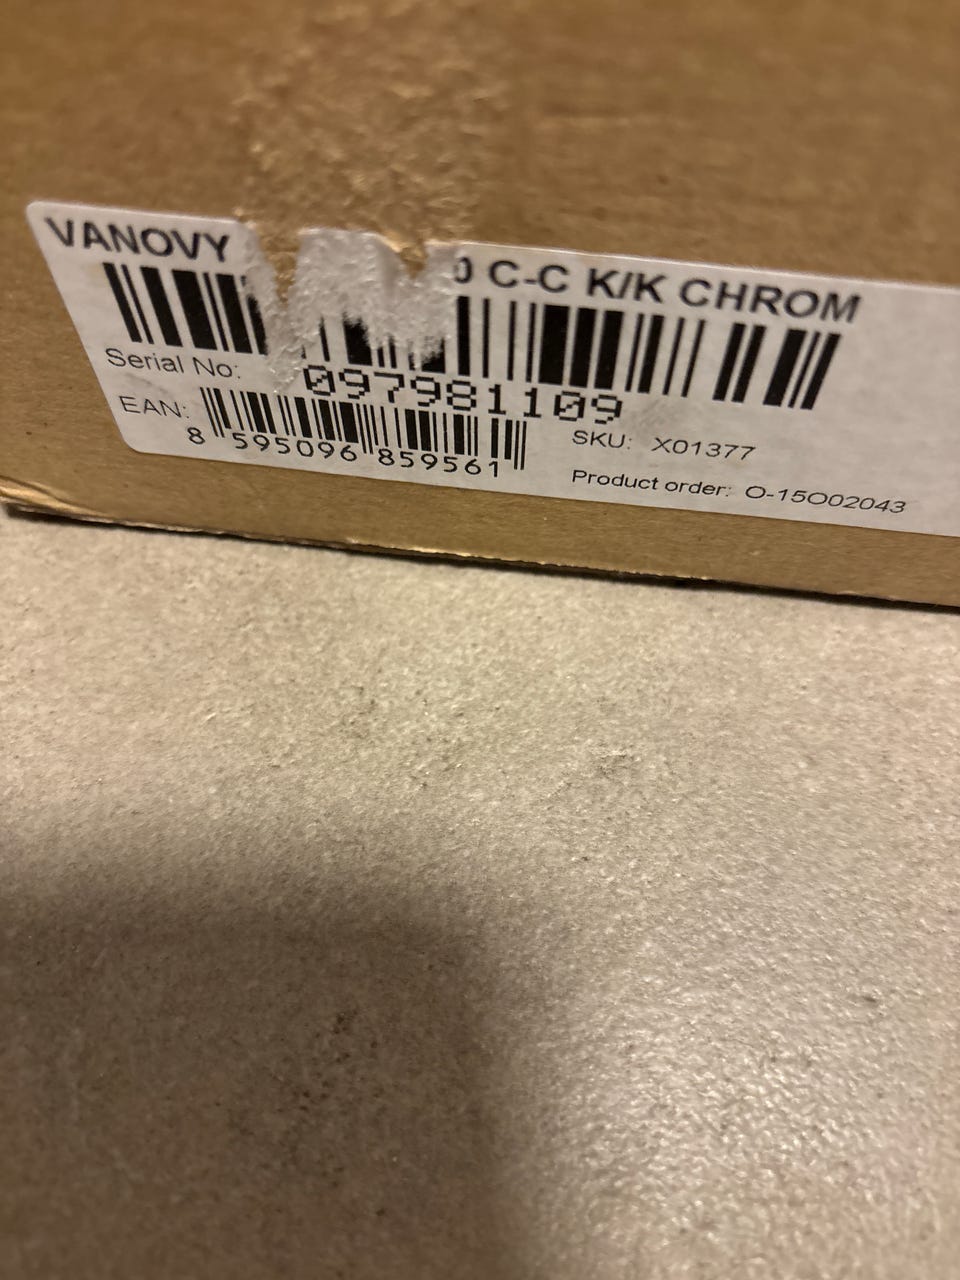 VANOVY 0 C-C K/K CHROM
Serial No: 097981109
EAN: 8 595096 859561
SKU: X01377
Product order: O-15O02043